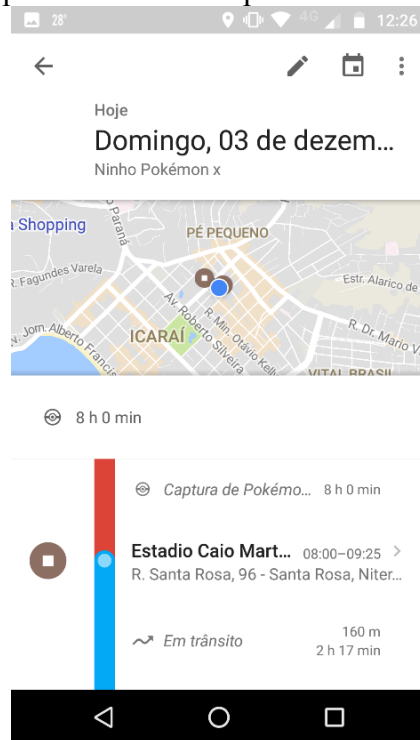 28°
4G
12:26
Hoje
Domingo, 03 de dezem...
Ninho Pokémon x
Shopping
Paraná
PÉ PEQUENO
R. Fagundes Varela
Estr. Alarico de
Av. Roberto Silveira
R. Min. Otávio Kelly
R. Dr. Mario V
Jorn. Alberto Francis
ICARAÍ
VITAL BRASIL
8 h 0 min
Captura de Pokémo... 8 h 0 min
Estadio Caio Mart... 08:00–09:25
R. Santa Rosa, 96 - Santa Rosa, Niter...
Em trânsito 160 m
2 h 17 min